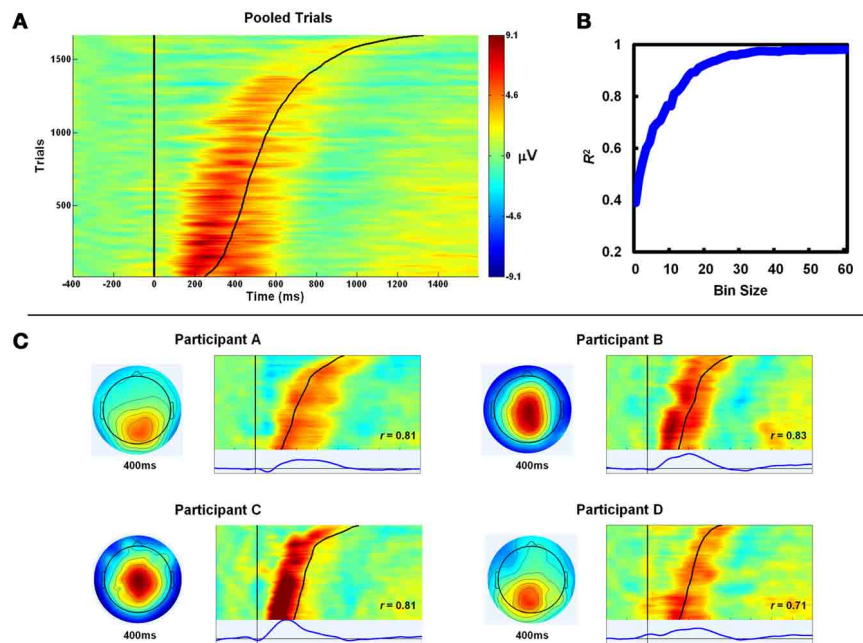 A
Pooled Trials
Trials
1500
1000
500
-400 -200 0 200 400 600 800 1000 1200 1400
Time (ms)
9.1
4.6
0
-4.6
-9.1
μV
B
R²
1
0.8
0.6
0.4
0.2
0 10 20 30 40 50 60
Bin Size
C
Participant A
400ms
r = 0.81
Participant B
400ms
r = 0.83
Participant C
400ms
r = 0.81
Participant D
400ms
r = 0.71